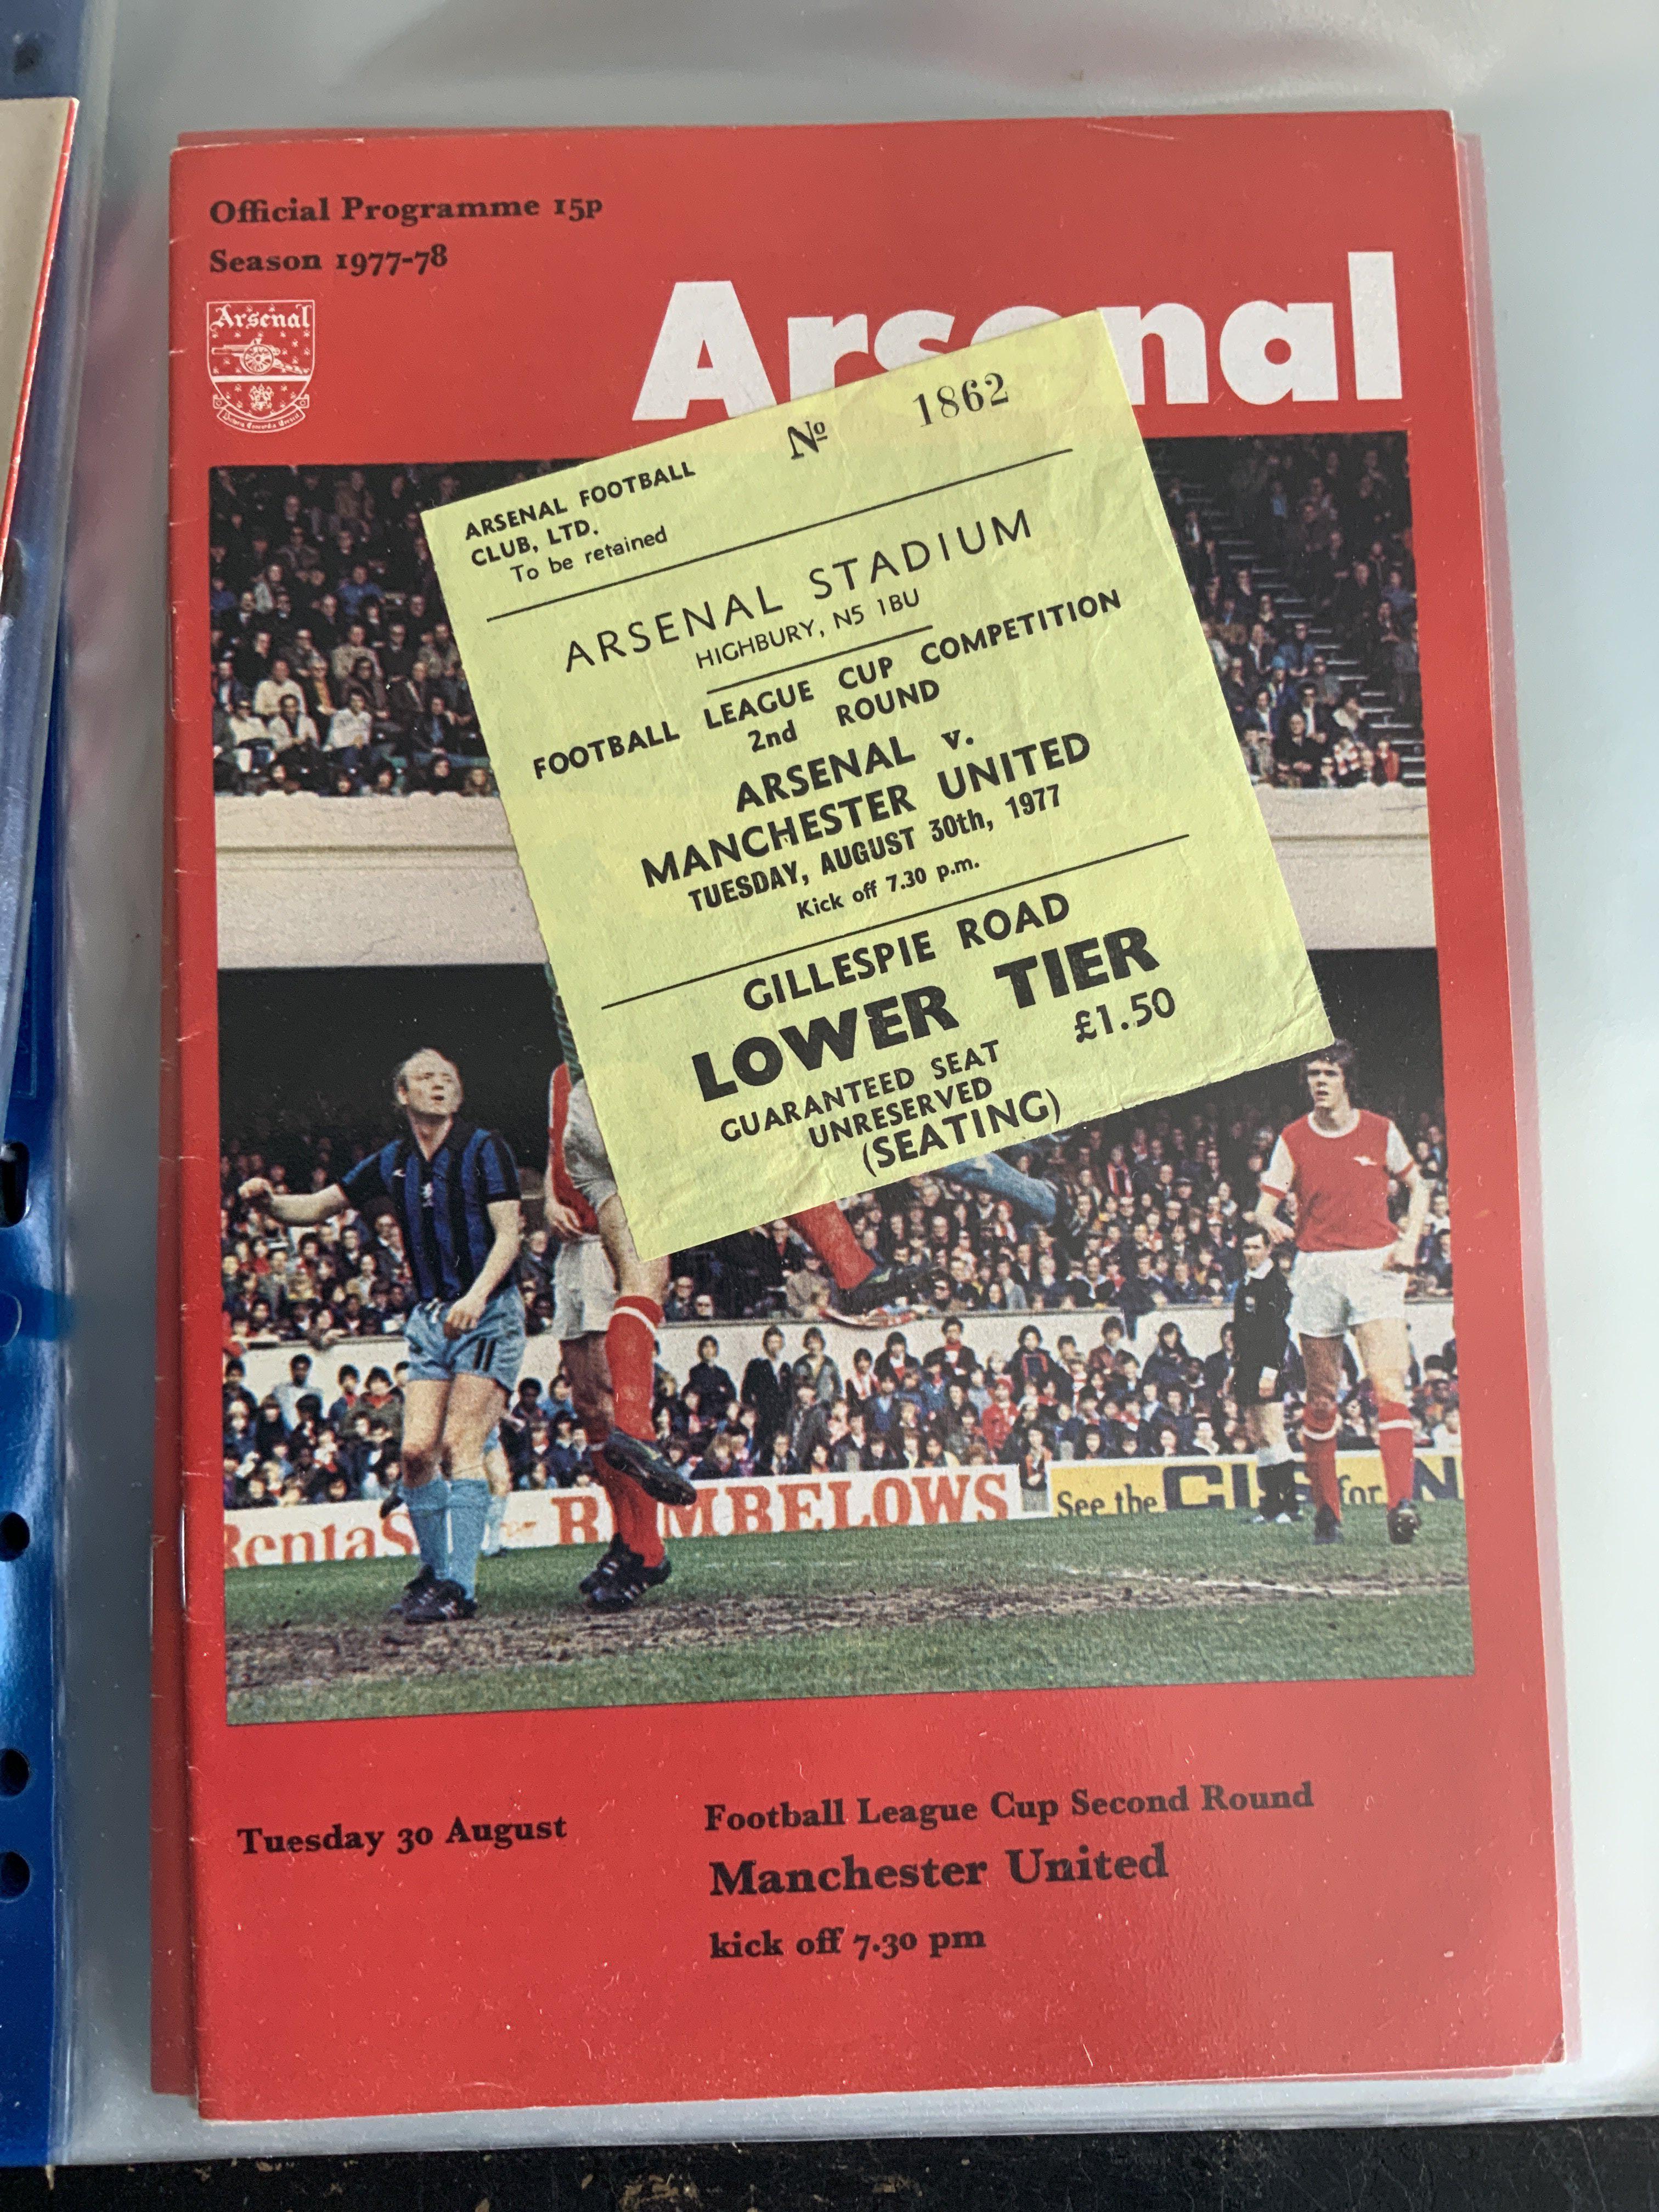 Official Programme 15p
Season 1977-78
Arsenal
Arsenal
No 1862
ARSENAL FOOTBALL
CLUB, LTD.
To be retained
ARSENAL STADIUM
HIGHBURY, N5 1BU
FOOTBALL LEAGUE CUP COMPETITION
2nd ROUND
ARSENAL v.
MANCHESTER UNITED
TUESDAY, AUGUST 30th, 1977
Kick off 7.30 p.m.
GILLESPIE ROAD
LOWER TIER
£1.50
GUARANTEED SEAT
UNRESERVED
(SEATING)
RentaS
RUMBELOWS
See the
for
Tuesday 30 August
Football League Cup Second Round
Manchester United
kick off 7.30 pm